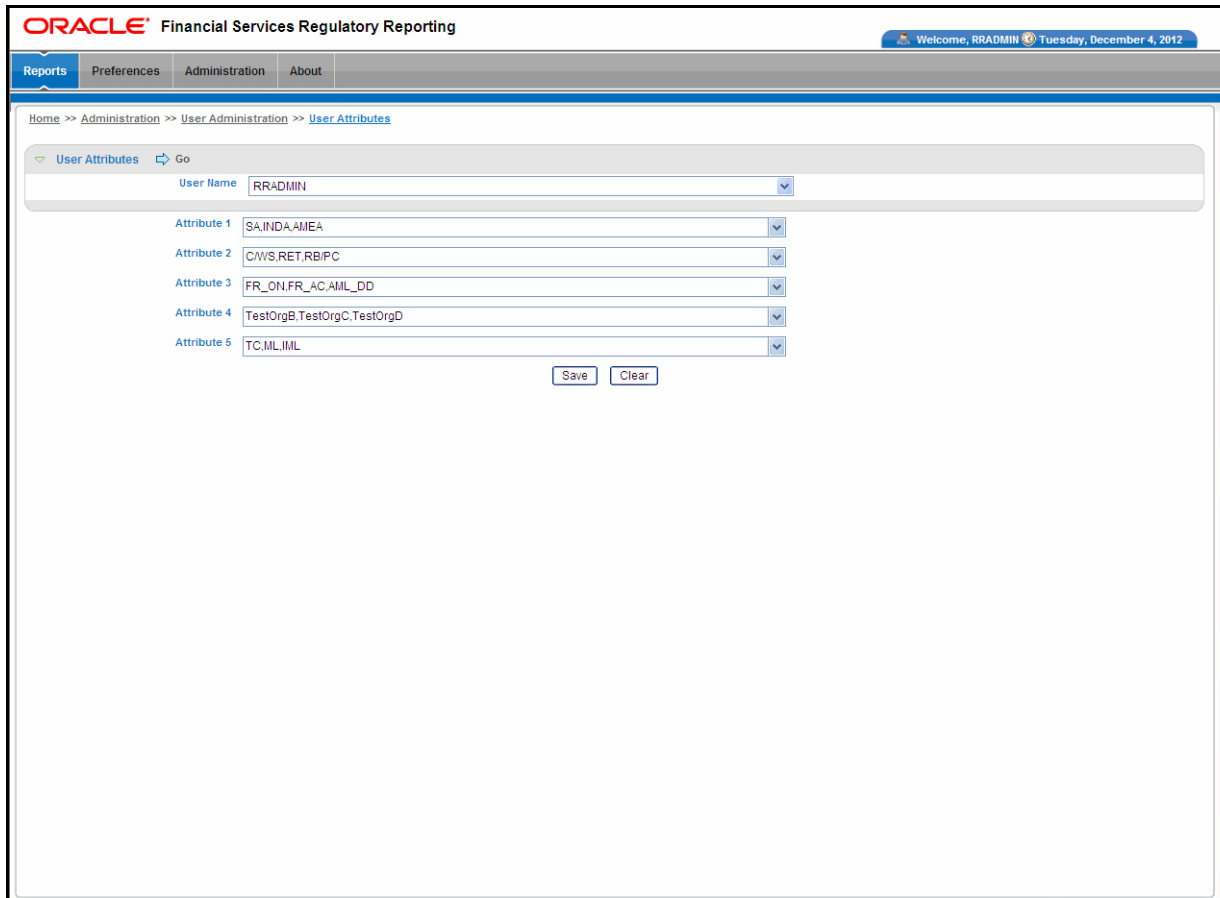 ORACLE® Financial Services Regulatory Reporting
Welcome, RRADMIN Tuesday, December 4, 2012
Reports Preferences Administration About
Home >> Administration >> User Administration >> User Attributes
User Attributes Go
User Name RRADMIN
Attribute 1 SA,INDA,AMEA
Attribute 2 C/WS,RET,RB/PC
Attribute 3 FR_ON,FR_AC,AML_DD
Attribute 4 TestOrgB,TestOrgC,TestOrgD
Attribute 5 TC,ML,IML
Save Clear